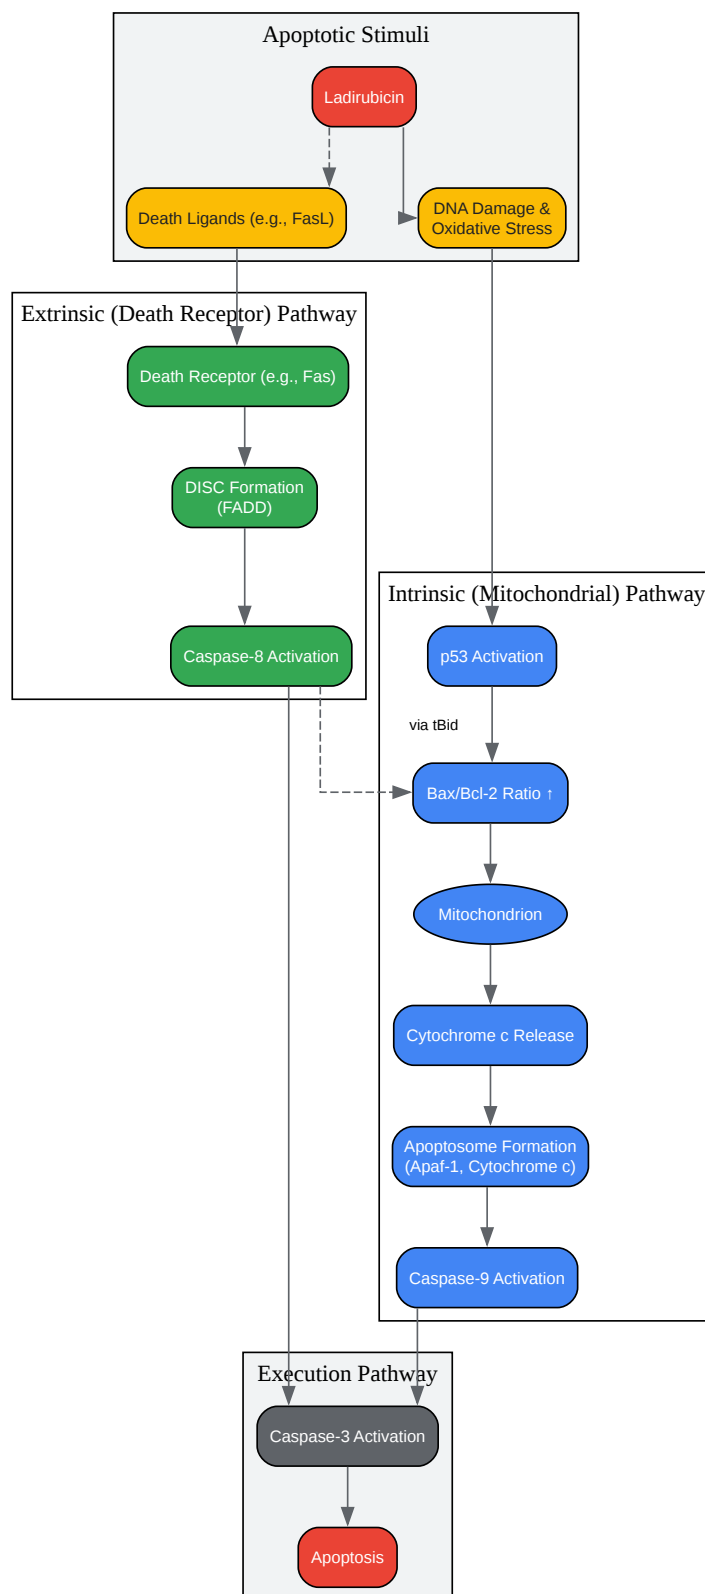 Apoptotic Stimuli
Ladirubicin
Death Ligands (e.g., FasL)
DNA Damage &
Oxidative Stress
Extrinsic (Death Receptor) Pathway
Death Receptor (e.g., Fas)
DISC Formation
(FADD)
Caspase-8 Activation
Intrinsic (Mitochondrial) Pathway
p53 Activation
via tBid
Bax/Bcl-2 Ratio ↑
Mitochondrion
Cytochrome c Release
Apoptosome Formation
(Apaf-1, Cytochrome c)
Caspase-9 Activation
Execution Pathway
Caspase-3 Activation
Apoptosis